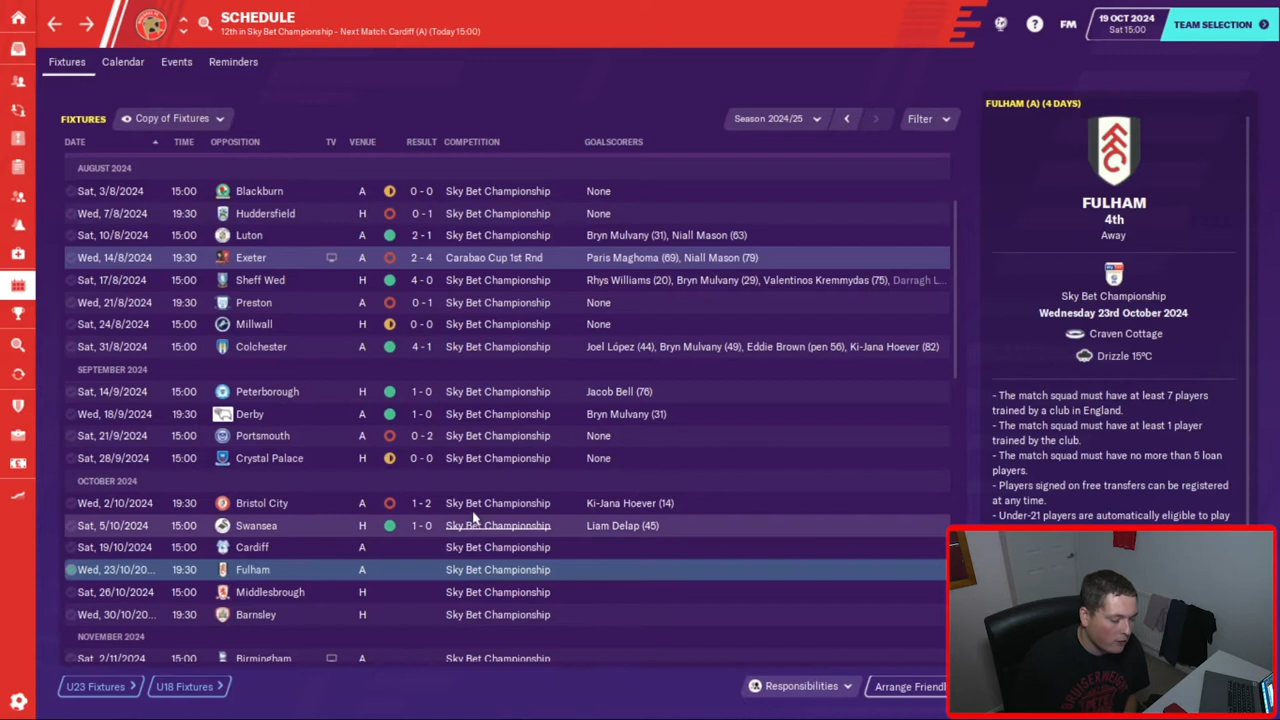 SCHEDULE
12th in Sky Bet Championship - Next Match: Cardiff (A) (Today 15:00)
FM
19 OCT 2024
Sat 15:00
TEAM SELECTION
Fixtures Calendar Events Reminders
FIXTURES Copy of Fixtures Season 2024/25 Filter
DATE TIME OPPOSITION TV VENUE RESULT COMPETITION GOALSCORERS
AUGUST 2024
Sat, 3/8/2024 15:00 Blackburn A 0 - 0 Sky Bet Championship None
Wed, 7/8/2024 19:30 Huddersfield H 0 - 1 Sky Bet Championship None
Sat, 10/8/2024 15:00 Luton A 2 - 1 Sky Bet Championship Bryn Mulvany (31), Niall Mason (63)
Wed, 14/8/2024 19:30 Exeter A 2 - 4 Carabao Cup 1st Rnd Paris Maghoma (69), Niall Mason (79)
Sat, 17/8/2024 15:00 Sheff Wed H 4 - 0 Sky Bet Championship Rhys Williams (20), Bryn Mulvany (29), Valentinos Kremmydas (75), Darragh L...
Wed, 21/8/2024 19:30 Preston A 0 - 1 Sky Bet Championship None
Sat, 24/8/2024 15:00 Millwall H 0 - 0 Sky Bet Championship None
Sat, 31/8/2024 15:00 Colchester A 4 - 1 Sky Bet Championship Joel López (44), Bryn Mulvany (49), Eddie Brown (pen 56), Ki-Jana Hoever (82)
SEPTEMBER 2024
Sat, 14/9/2024 15:00 Peterborough H 1 - 0 Sky Bet Championship Jacob Bell (76)
Wed, 18/9/2024 19:30 Derby A 1 - 0 Sky Bet Championship Bryn Mulvany (31)
Sat, 21/9/2024 15:00 Portsmouth A 0 - 2 Sky Bet Championship None
Sat, 28/9/2024 15:00 Crystal Palace H 0 - 0 Sky Bet Championship None
OCTOBER 2024
Wed, 2/10/2024 19:30 Bristol City A 1 - 2 Sky Bet Championship Ki-Jana Hoever (14)
Sat, 5/10/2024 15:00 Swansea H 1 - 0 Sky Bet Championship Liam Delap (45)
Sat, 19/10/2024 15:00 Cardiff A Sky Bet Championship
Wed, 23/10/20... 19:30 Fulham A Sky Bet Championship
Sat, 26/10/2024 15:00 Middlesbrough H Sky Bet Championship
Wed, 30/10/20... 19:30 Barnsley H Sky Bet Championship
NOVEMBER 2024
Sat, 2/11/2024 15:00 Birmingham A Sky Bet Championship
U23 Fixtures U18 Fixtures Responsibilities Arrange Friendl
FULHAM (A) (4 DAYS)
FULHAM
4th
Away
Sky Bet Championship
Wednesday 23rd October 2024
Craven Cottage
Drizzle 15ºC
- The match squad must have at least 7 players
trained by a club in England.
- The match squad must have at least 1 player
trained by the club.
- The match squad must have no more than 5 loan
players.
- Players signed on free transfers can be registered
at any time.
- Under-21 players are automatically eligible to play